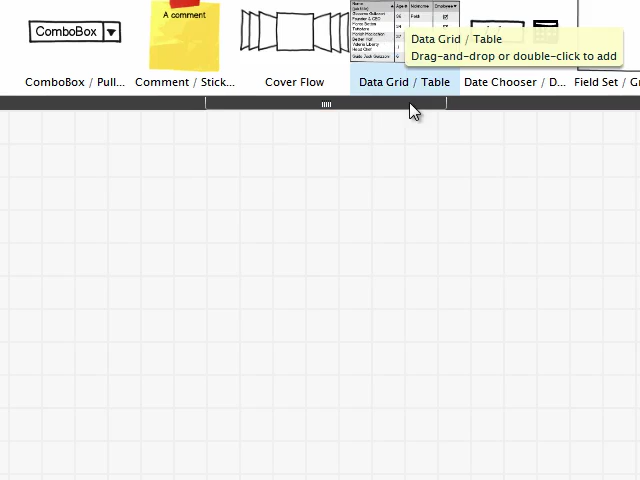 ComboBox
A comment
Data Grid / Table
Drag-and-drop or double-click to add
ComboBox / Pull...
Comment / Stick...
Cover Flow
Data Grid / Table
Date Chooser / D...
Field Set / Gr